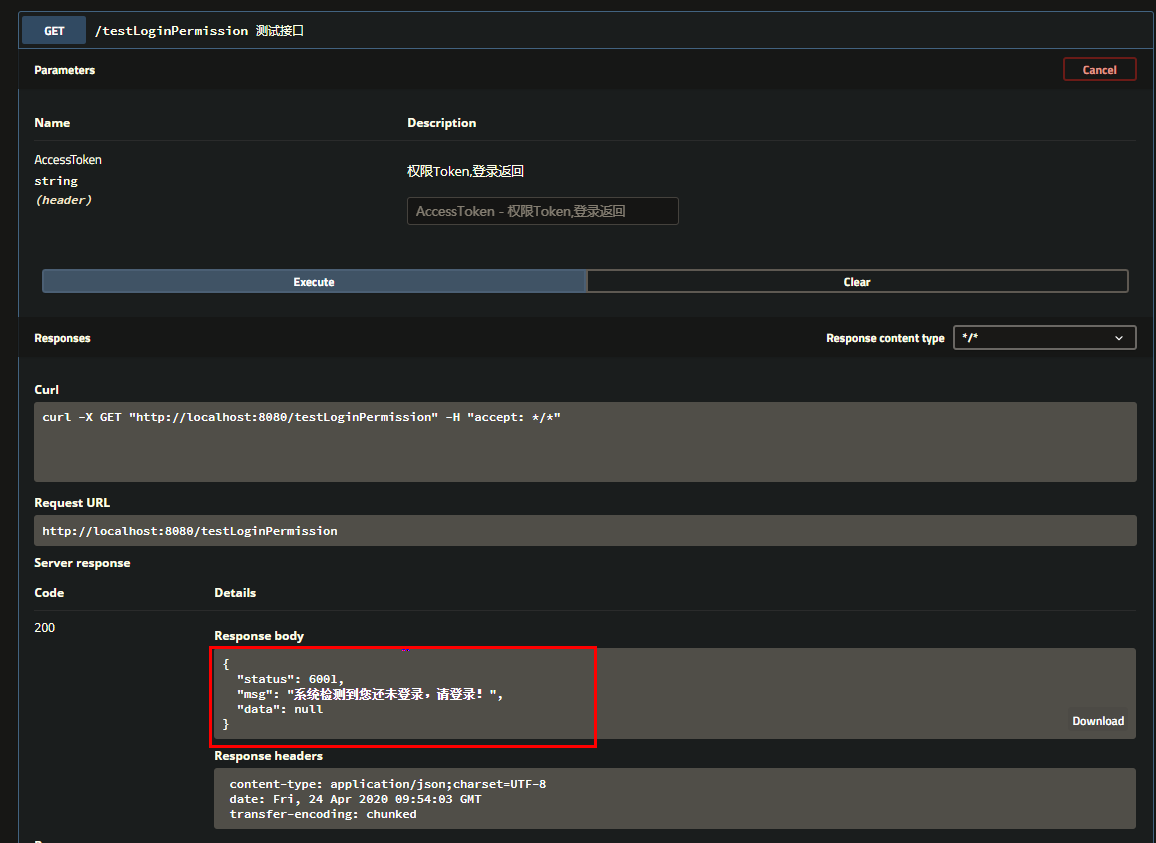 GET /testLoginPermission 测试接口
Parameters
Cancel
Name Description
AccessToken
string
(header)
权限Token,登录返回
AccessToken - 权限Token,登录返回
Execute Clear
Responses
Response content type */*
Curl
curl -X GET "http://localhost:8080/testLoginPermission" -H "accept: */*"
Request URL
http://localhost:8080/testLoginPermission
Server response
Code Details
200
Response body
{
"status": 6001,
"msg": "系统检测到您还未登录，请登录！",
"data": null
}
Download
Response headers
content-type: application/json;charset=UTF-8
date: Fri, 24 Apr 2020 09:54:03 GMT
transfer-encoding: chunked